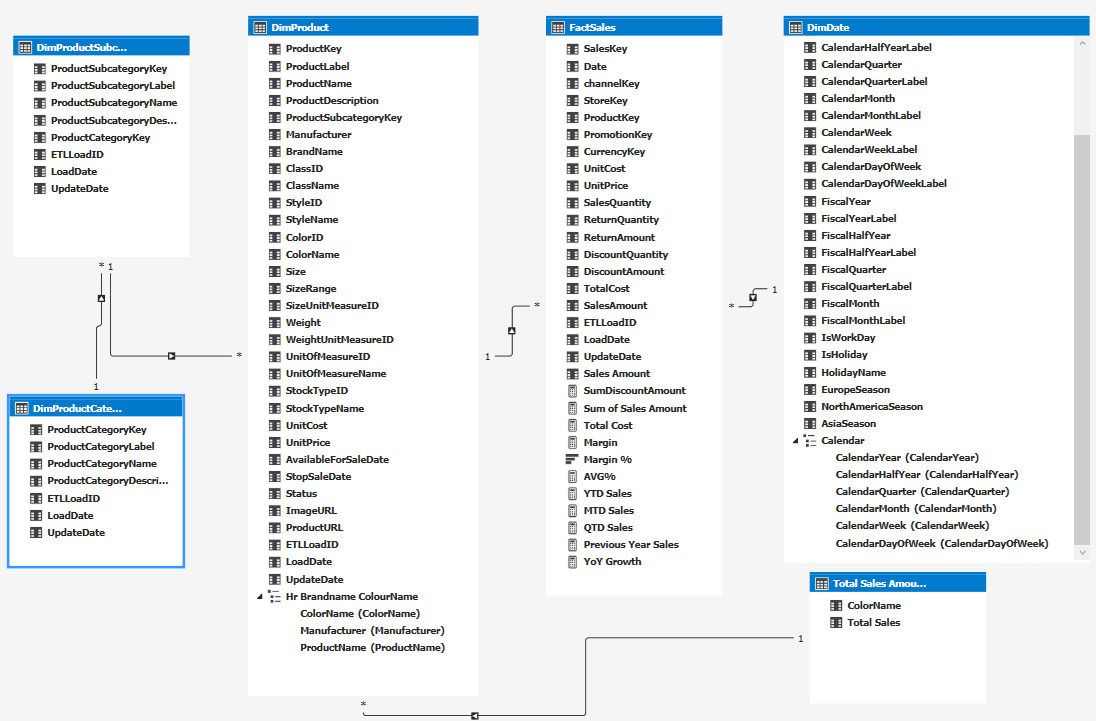 DimProductSubc...
ProductSubcategoryKey
ProductSubcategoryLabel
ProductSubcategoryName
ProductSubcategoryDes...
ProductCategoryKey
ETLLoadID
LoadDate
UpdateDate
* 1
*
1
DimProductCate...
ProductCategoryKey
ProductCategoryLabel
ProductCategoryName
ProductCategoryDescri...
ETLLoadID
LoadDate
UpdateDate
DimProduct
ProductKey
ProductLabel
ProductName
ProductDescription
ProductSubcategoryKey
Manufacturer
BrandName
ClassID
ClassName
StyleID
StyleName
ColorID
ColorName
Size
SizeRange
SizeUnitMeasureID
Weight
WeightUnitMeasureID
UnitOfMeasureID
UnitOfMeasureName
StockTypeID
StockTypeName
UnitCost
UnitPrice
AvailableForSaleDate
StopSaleDate
Status
ImageURL
ProductURL
ETLLoadID
LoadDate
UpdateDate
Hr Brandname ColourName
ColorName (ColorName)
Manufacturer (Manufacturer)
ProductName (ProductName)
*
1
*
FactSales
SalesKey
Date
channelKey
StoreKey
ProductKey
PromotionKey
CurrencyKey
UnitCost
UnitPrice
SalesQuantity
ReturnQuantity
ReturnAmount
DiscountQuantity
DiscountAmount
TotalCost
SalesAmount
ETLLoadID
LoadDate
UpdateDate
Sales Amount
SumDiscountAmount
Sum of Sales Amount
Total Cost
Margin
Margin %
AVG%
YTD Sales
MTD Sales
QTD Sales
Previous Year Sales
YoY Growth
*
1
DimDate
CalendarHalfYearLabel
CalendarQuarter
CalendarQuarterLabel
CalendarMonth
CalendarMonthLabel
CalendarWeek
CalendarWeekLabel
CalendarDayOfWeek
CalendarDayOfWeekLabel
FiscalYear
FiscalYearLabel
FiscalHalfYear
FiscalHalfYearLabel
FiscalQuarter
FiscalQuarterLabel
FiscalMonth
FiscalMonthLabel
IsWorkDay
IsHoliday
HolidayName
EuropeSeason
NorthAmericaSeason
AsiaSeason
Calendar
CalendarYear (CalendarYear)
CalendarHalfYear (CalendarHalfYear)
CalendarQuarter (CalendarQuarter)
CalendarMonth (CalendarMonth)
CalendarWeek (CalendarWeek)
CalendarDayOfWeek (CalendarDayOfWeek)
1
Total Sales Amou...
ColorName
Total Sales